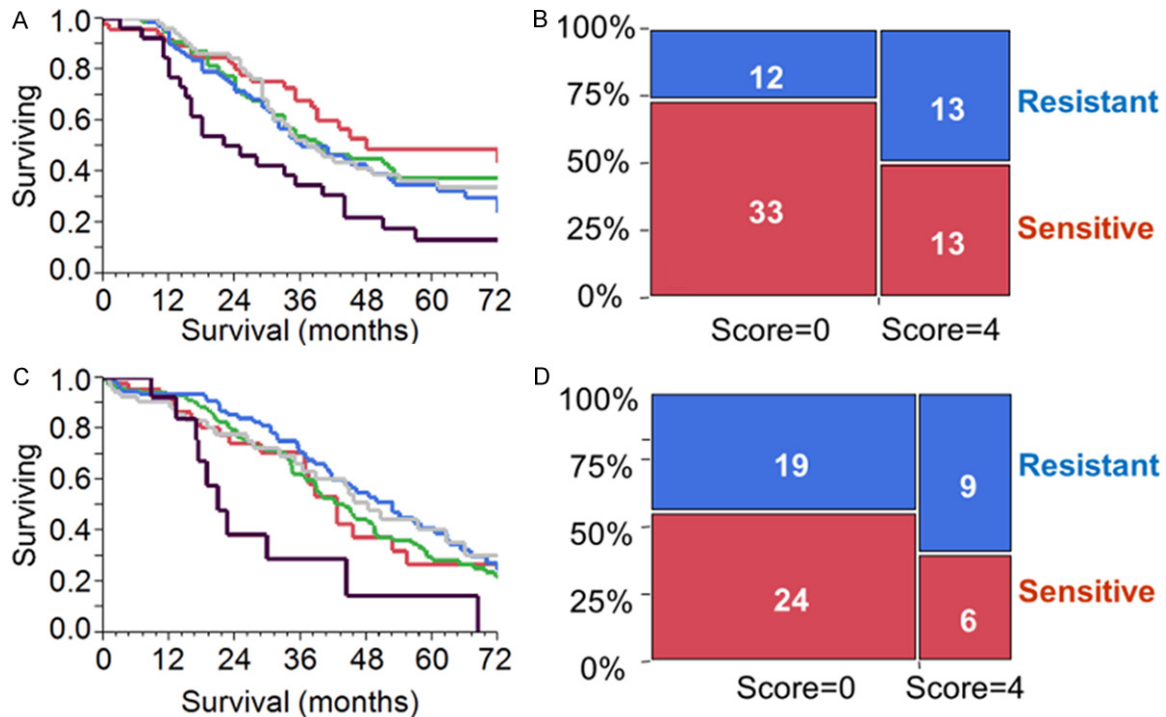 A
Surviving
1.0
0.8
0.6
0.4
0.2
0.0
0 12 24 36 48 60 72
Survival (months)
B
100%
75%
50%
25%
0%
12
13
33
13
Resistant
Sensitive
Score=0 Score=4
C
Surviving
1.0
0.8
0.6
0.4
0.2
0.0
0 12 24 36 48 60 72
Survival (months)
D
100%
75%
50%
25%
0%
19
9
24
6
Resistant
Sensitive
Score=0 Score=4